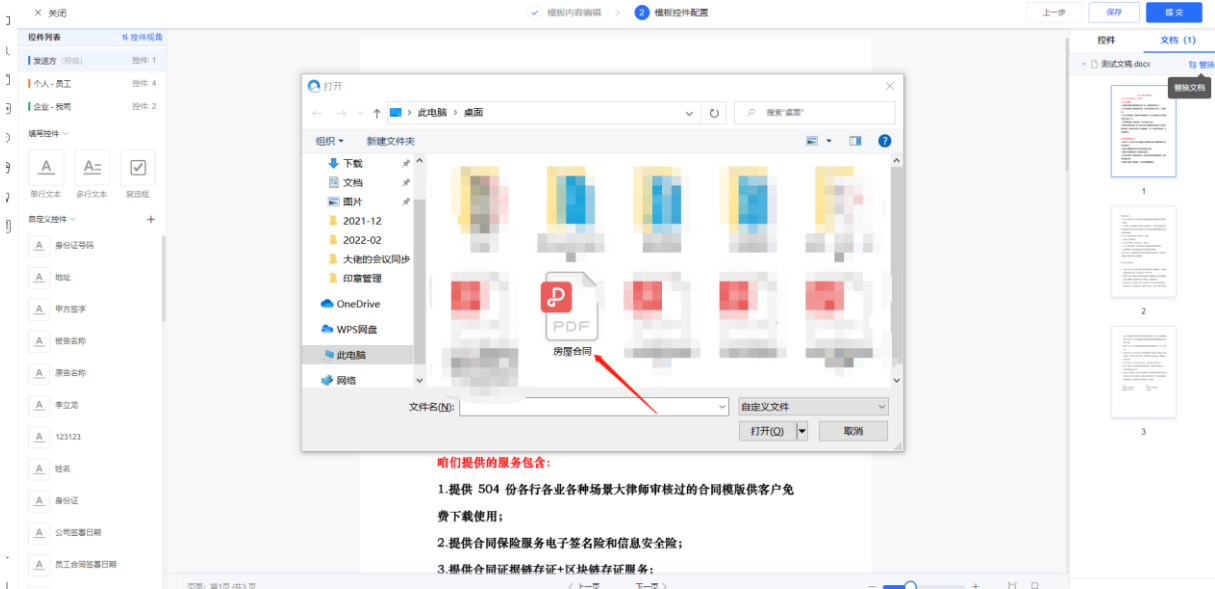 × 关闭
模板内容编辑
2 模板控件配置
上一步
保存
提交
控件列表
控件视角
发送方 (预填) 控件: 1
个人 - 员工 控件: 4
企业 - 我司 控件: 2
填写控件
A
A=
单行文本 多行文本 复选框
自定义控件 +
A 身份证号码
A 地址
A 甲方签字
A 被告名称
A 原告名称
A 李立龙
A 123123
A 姓名
A 身份证
A 公司签署日期
A 员工合同签署日期
打开
此电脑 > 桌面
搜索"桌面"
组织 新建文件夹
下载
文档
图片
2021-12
2022-02
大佬的会议同步
印章管理
OneDrive
WPS网盘
此电脑
网络
PDF
房屋合同
文件名(N):
自定义文件
打开(O)
取消
咱们提供的服务包含:
1.提供 504 份各行各业各种场景大律师审核过的合同模版供客户免
费下载使用;
2.提供合同保险服务电子签名险和信息安全险;
3.提供合同证据链存证+区块链存证服务;
页面: 第1页/共3页
上一页
下一页
控件 文档 (1)
测试文稿.docx 替换
替换文档
1
2
3